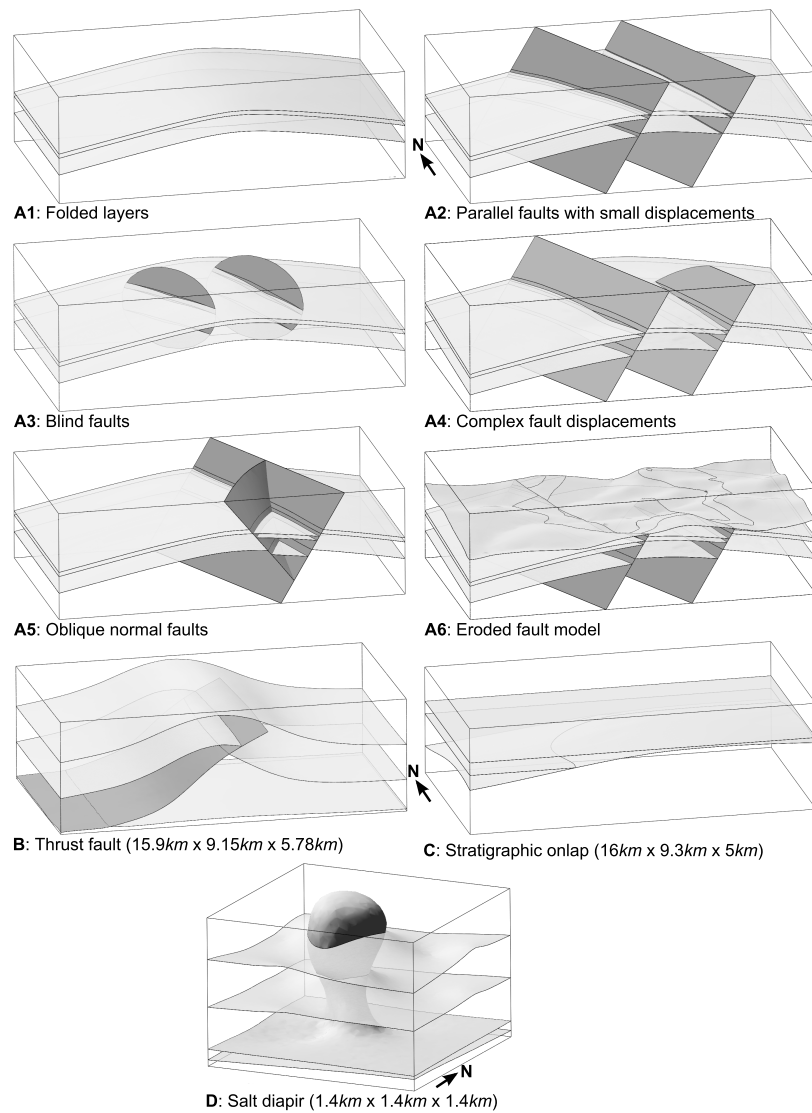 N
A1: Folded layers
A2: Parallel faults with small displacements
A3: Blind faults
A4: Complex fault displacements
A5: Oblique normal faults
A6: Eroded fault model
N
B: Thrust fault (15.9km x 9.15km x 5.78km)
C: Stratigraphic onlap (16km x 9.3km x 5km)
N
D: Salt diapir (1.4km x 1.4km x 1.4km)